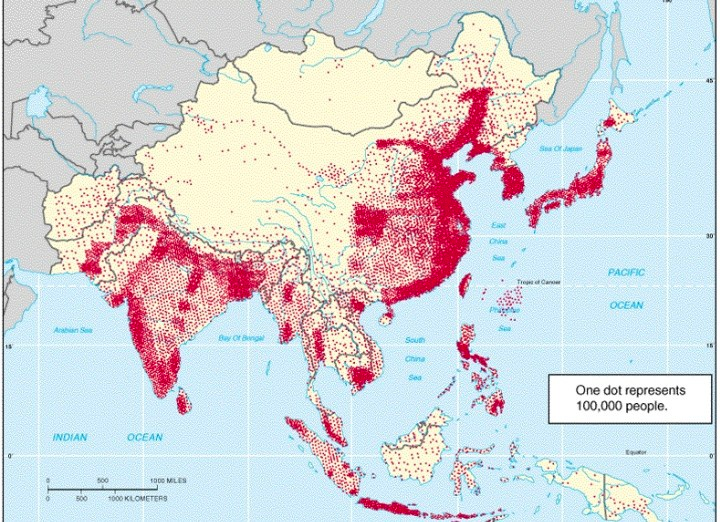 150°
45°
Sea Of Japan
East
China
Sea
30°
PACIFIC
OCEAN
Tropic of Cancer
Philippine
Sea
Arabian Sea
Bay Of Bengal
South
China
Sea
15°
15°
One dot represents
100,000 people.
INDIAN OCEAN
Equator
0°
0°
0 500 1000 MILES
0 500 1000 KILOMETERS